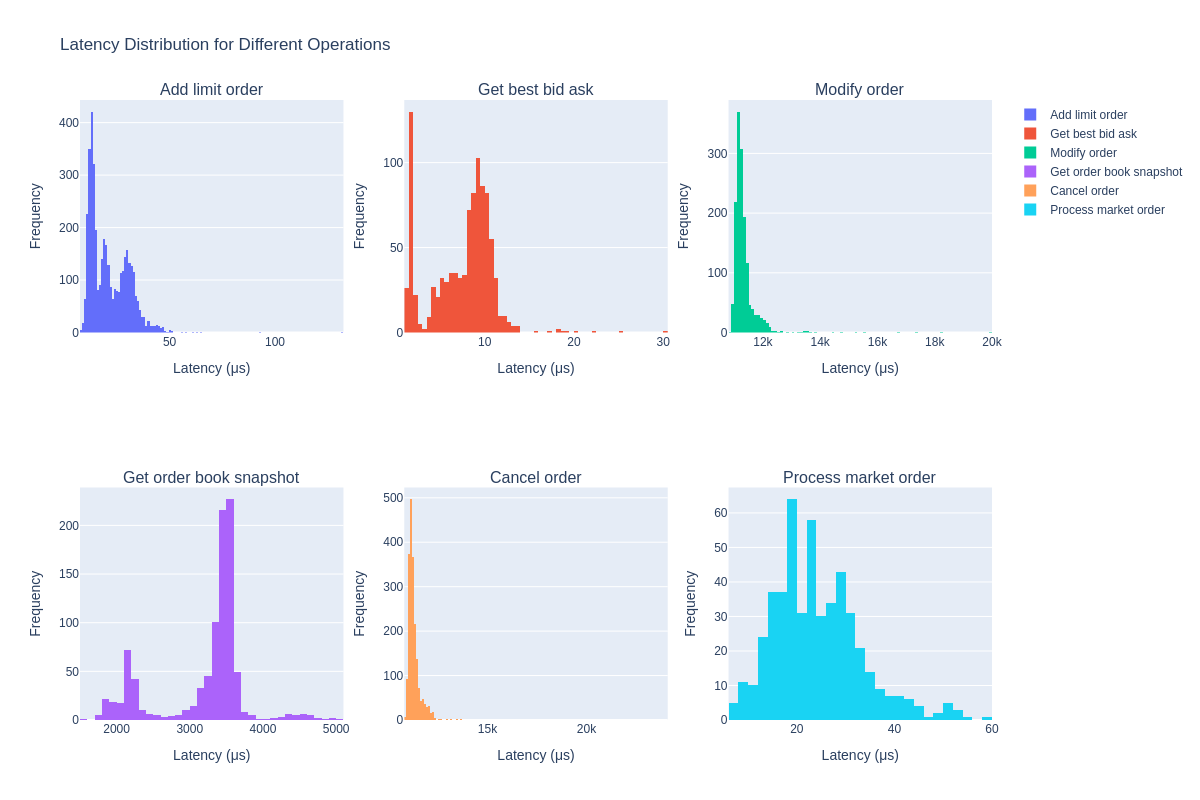 Latency Distribution for Different Operations
Add limit order
Get best bid ask
Modify order
400
300
200
100
0
50
100
Frequency
Latency (μs)
100
50
0
10
20
30
Frequency
Latency (μs)
300
200
100
0
12k
14k
16k
18k
20k
Frequency
Latency (μs)
Add limit order
Get best bid ask
Modify order
Get order book snapshot
Cancel order
Process market order
Get order book snapshot
Cancel order
Process market order
200
150
100
50
0
2000
3000
4000
5000
Frequency
Latency (μs)
500
400
300
200
100
0
15k
20k
Frequency
Latency (μs)
60
50
40
30
20
10
0
20
40
60
Frequency
Latency (μs)